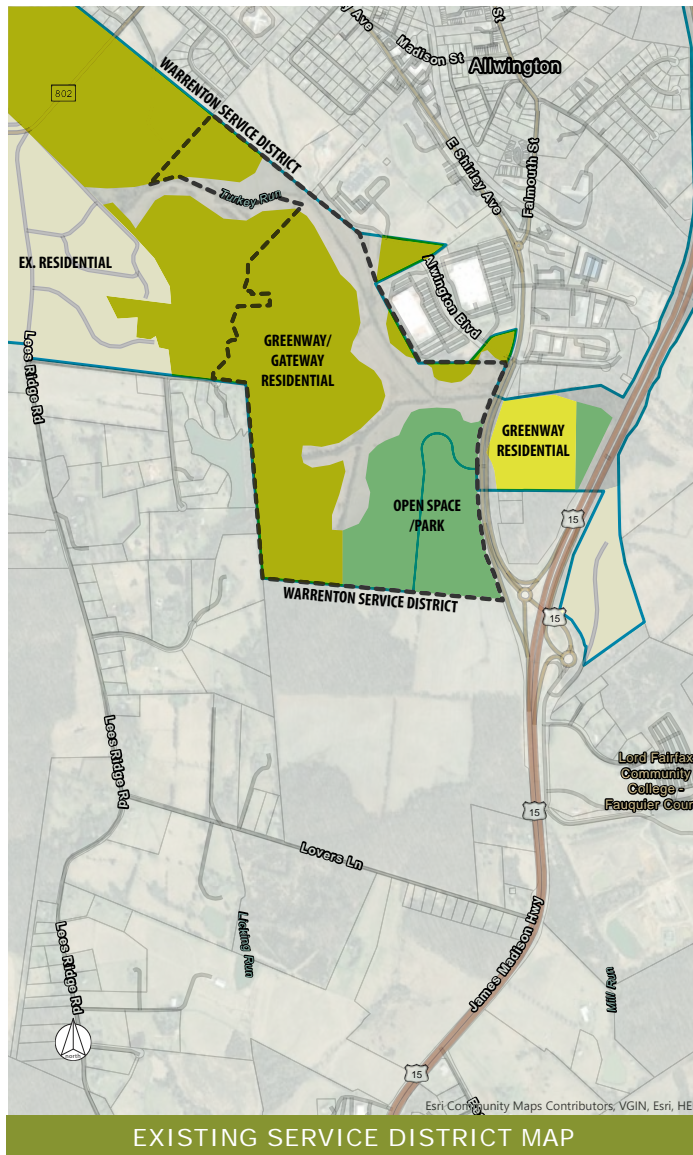 St
Madison St
Allwington
WARRENTON SERVICE DISTRICT
802
E Shirley Ave
Falmouth St
Turkey Run
EX. RESIDENTIAL
Alwington Blvd
Lees Ridge Rd
GREENWAY/
GATEWAY
RESIDENTIAL
GREENWAY
RESIDENTIAL
OPEN SPACE
/PARK
15
WARRENTON SERVICE DISTRICT
15
Lees Ridge Rd
Lord Fairfax
Community
College -
Fauquier Coun
15
Lovers Ln
Licking Run
James Madison Hwy
Lees Ridge Rd
Mill Run
north
15
Esri Community Maps Contributors, VGIN, Esri, HE
EXISTING SERVICE DISTRICT MAP